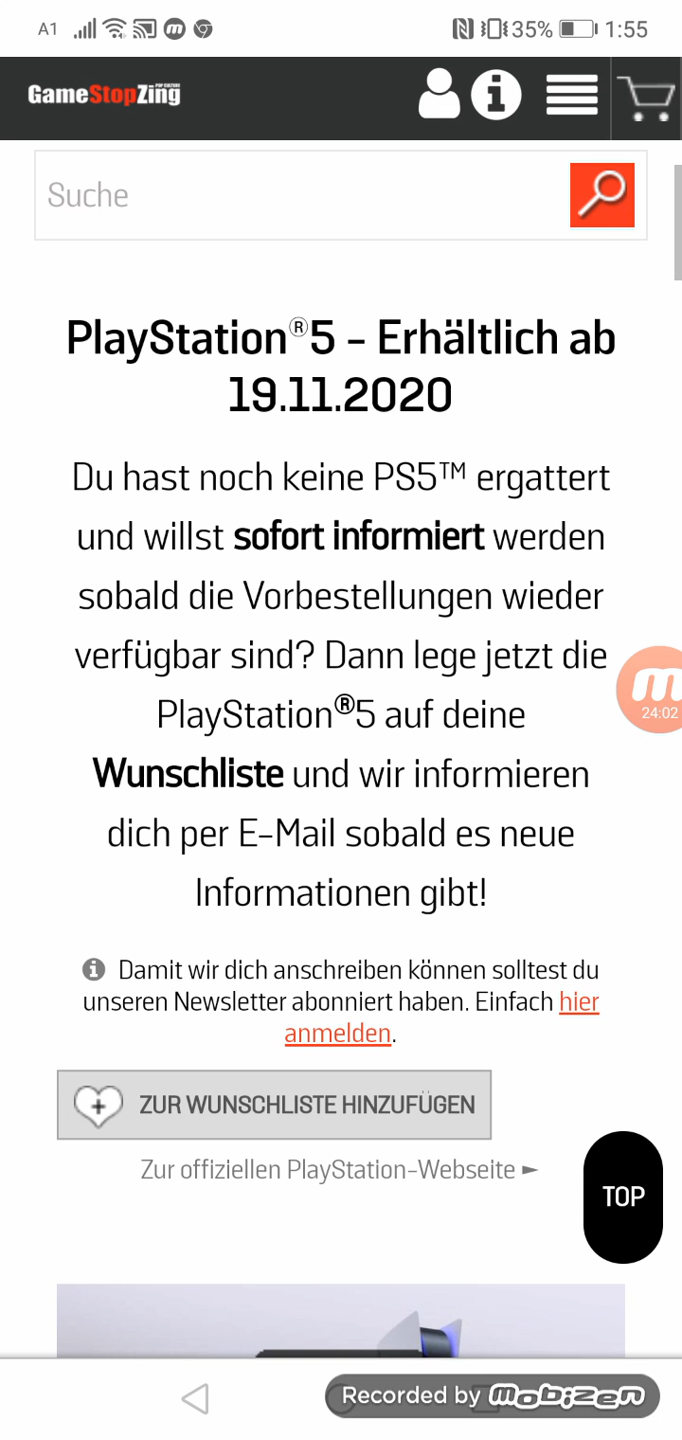 A1 35% 1:55
GameStopZing
POP CULTURE
Suche
PlayStation®5 - Erhältlich ab
19.11.2020
Du hast noch keine PS5™ ergattert
und willst sofort informiert werden
sobald die Vorbestellungen wieder
verfügbar sind? Dann lege jetzt die
PlayStation®5 auf deine
Wunschliste und wir informieren
dich per E-Mail sobald es neue
Informationen gibt!
24:02
Damit wir dich anschreiben können solltest du
unseren Newsletter abonniert haben. Einfach hier
anmelden.
ZUR WUNSCHLISTE HINZUFÜGEN
Zur offiziellen PlayStation-Webseite ►
TOP
Recorded by mobizen